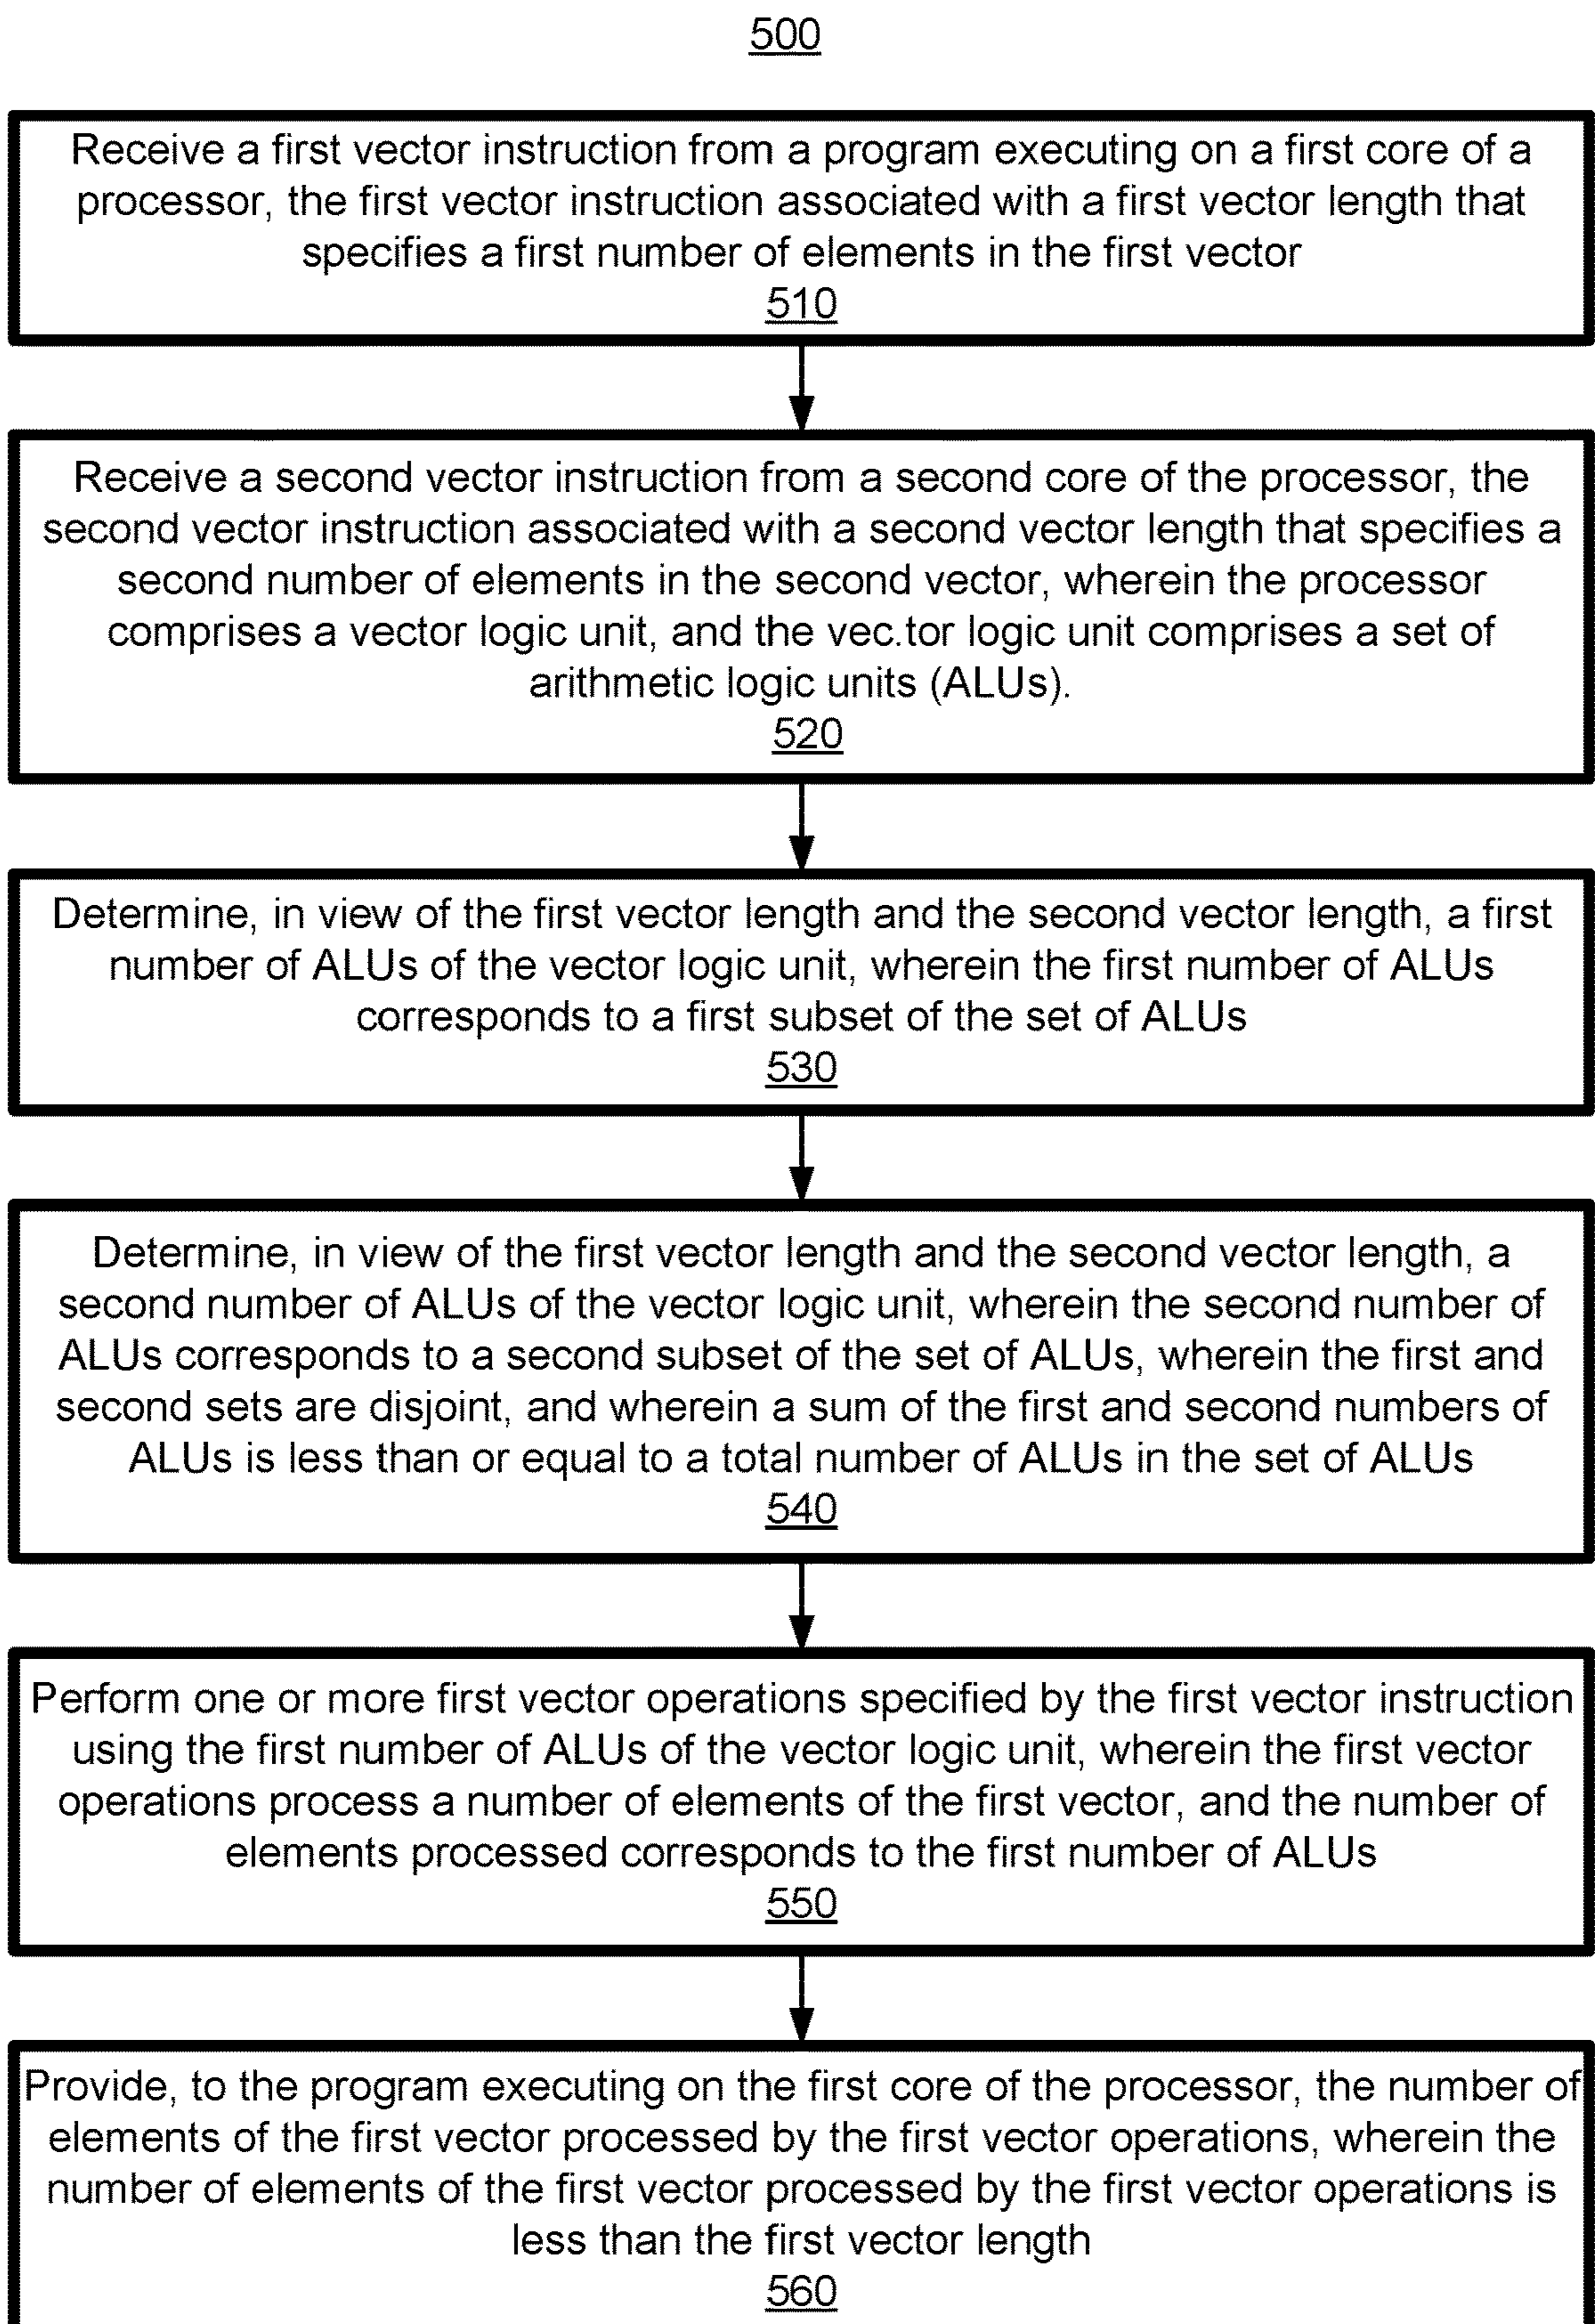 500
Receive a first vector instruction from a program executing on a first core of a
processor, the first vector instruction associated with a first vector length that
specifies a first number of elements in the first vector
510
Receive a second vector instruction from a second core of the processor, the
second vector instruction associated with a second vector length that specifies a
second number of elements in the second vector, wherein the processor
comprises a vector logic unit, and the vec.tor logic unit comprises a set of
arithmetic logic units (ALUs).
520
Determine, in view of the first vector length and the second vector length, a first
number of ALUs of the vector logic unit, wherein the first number of ALUs
corresponds to a first subset of the set of ALUs
530
Determine, in view of the first vector length and the second vector length, a
second number of ALUs of the vector logic unit, wherein the second number of
ALUs corresponds to a second subset of the set of ALUs, wherein the first and
second sets are disjoint, and wherein a sum of the first and second numbers of
ALUs is less than or equal to a total number of ALUs in the set of ALUs
540
Perform one or more first vector operations specified by the first vector instruction
using the first number of ALUs of the vector logic unit, wherein the first vector
operations process a number of elements of the first vector, and the number of
elements processed corresponds to the first number of ALUs
550
Provide, to the program executing on the first core of the processor, the number of
elements of the first vector processed by the first vector operations, wherein the
number of elements of the first vector processed by the first vector operations is
less than the first vector length
560